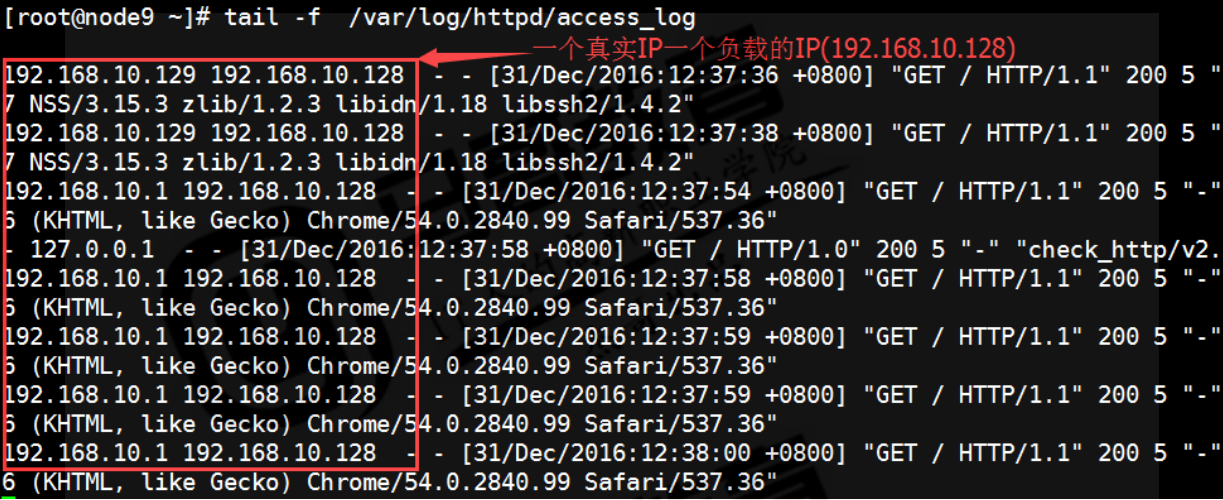 [root@node9 ~]# tail -f  /var/log/httpd/access_log
一个真实IP一个负载的IP(192.168.10.128)
192.168.10.129 192.168.10.128  - - [31/Dec/2016:12:37:36 +0800] "GET / HTTP/1.1" 200 5 "
7 NSS/3.15.3 zlib/1.2.3 libidn/1.18 libssh2/1.4.2"
192.168.10.129 192.168.10.128  - - [31/Dec/2016:12:37:38 +0800] "GET / HTTP/1.1" 200 5 "
7 NSS/3.15.3 zlib/1.2.3 libidn/1.18 libssh2/1.4.2"
192.168.10.1 192.168.10.128  - - [31/Dec/2016:12:37:54 +0800] "GET / HTTP/1.1" 200 5 "-"
6 (KHTML, like Gecko) Chrome/54.0.2840.99 Safari/537.36"
- 127.0.0.1  - - [31/Dec/2016:12:37:58 +0800] "GET / HTTP/1.0" 200 5 "-" "check_http/v2.
192.168.10.1 192.168.10.128  - - [31/Dec/2016:12:37:58 +0800] "GET / HTTP/1.1" 200 5 "-"
6 (KHTML, like Gecko) Chrome/54.0.2840.99 Safari/537.36"
192.168.10.1 192.168.10.128  - - [31/Dec/2016:12:37:59 +0800] "GET / HTTP/1.1" 200 5 "-"
6 (KHTML, like Gecko) Chrome/54.0.2840.99 Safari/537.36"
192.168.10.1 192.168.10.128  - - [31/Dec/2016:12:37:59 +0800] "GET / HTTP/1.1" 200 5 "-"
6 (KHTML, like Gecko) Chrome/54.0.2840.99 Safari/537.36"
192.168.10.1 192.168.10.128  - - [31/Dec/2016:12:38:00 +0800] "GET / HTTP/1.1" 200 5 "-"
6 (KHTML, like Gecko) Chrome/54.0.2840.99 Safari/537.36"